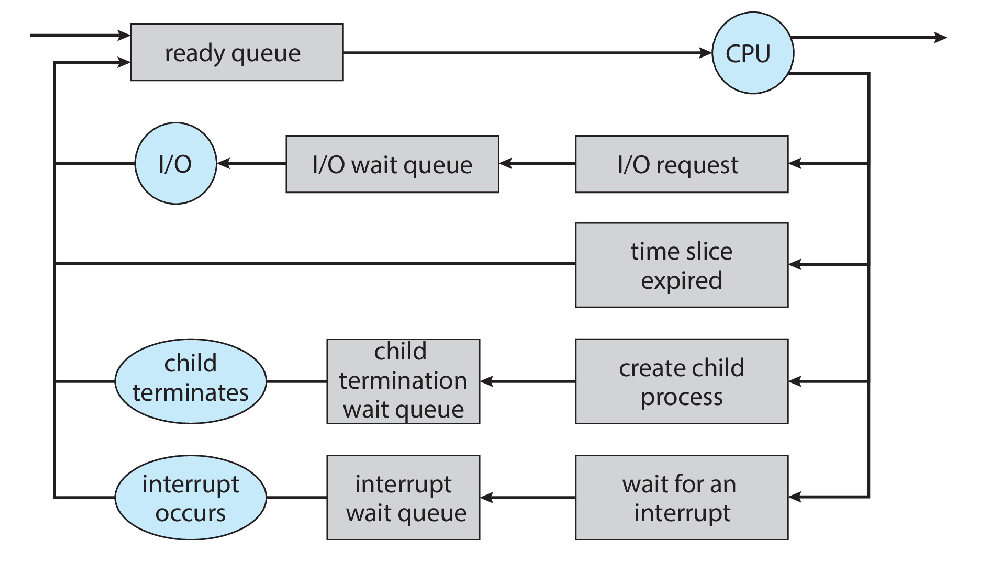 ready queue
CPU
I/O
I/O wait queue
I/O request
time slice
expired
child
terminates
child
termination
wait queue
create child
process
interrupt
occurs
interrupt
wait queue
wait for an
interrupt